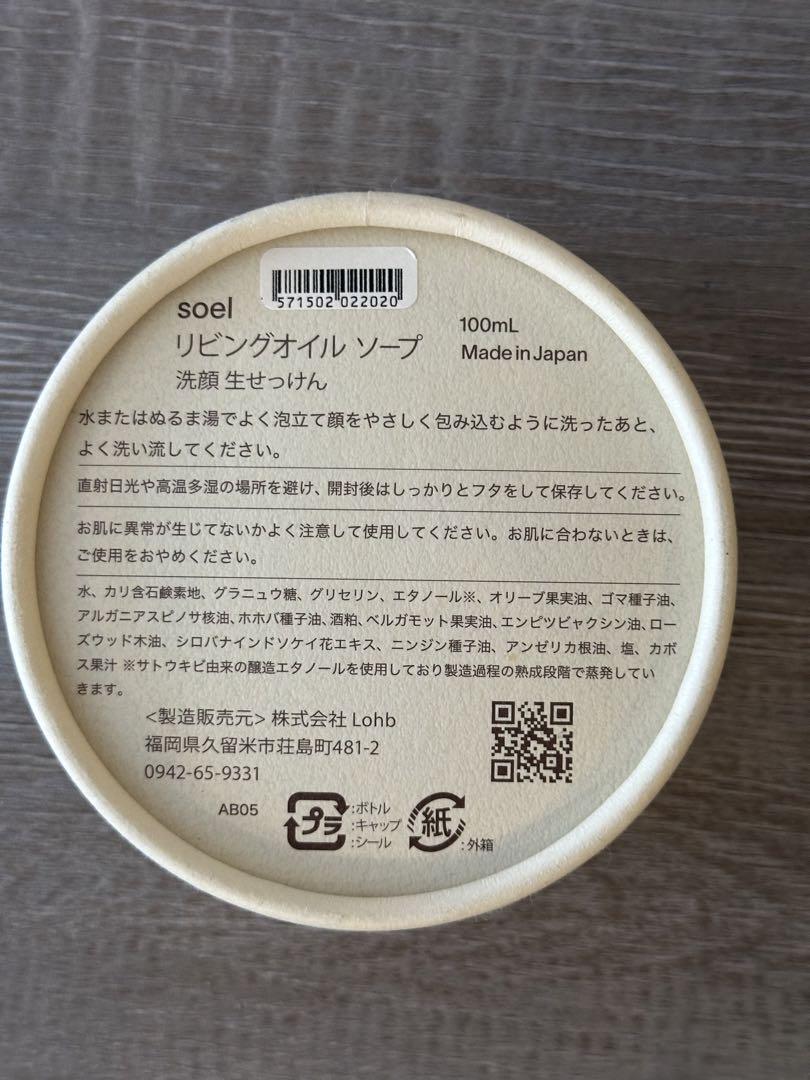 571502 022020
soel
リビングオイル ソープ
洗顔 生せっけん
100mL
Made in Japan
水またはぬるま湯でよく泡立て顔をやさしく包み込むように洗ったあと、
よく洗い流してください。
直射日光や高温多湿の場所を避け、開封後はしっかりとフタをして保存してください。
お肌に異常が生じてないかよく注意して使用してください。お肌に合わないときは、
ご使用をおやめください。
水、カリ含石鹸素地、グラニュウ糖、グリセリン、エタノール※、オリーブ果実油、ゴマ種子油、
アルガニアスピノサ核油、ホホバ種子油、酒粕、ベルガモット果実油、エンピツビャクシン油、ロー
ズウッド木油、シロバナインドソケイ花エキス、ニンジン種子油、アンゼリカ根油、塩、カボ
ス果汁 ※サトウキビ由来の醸造エタノールを使用しており製造過程の熟成段階で蒸発してい
きます。
<製造販売元> 株式会社 Lohb
福岡県久留米市荘島町481-2
0942-65-9331
AB05
プラ
:ボトル
:キャップ
:シール
紙
:外箱